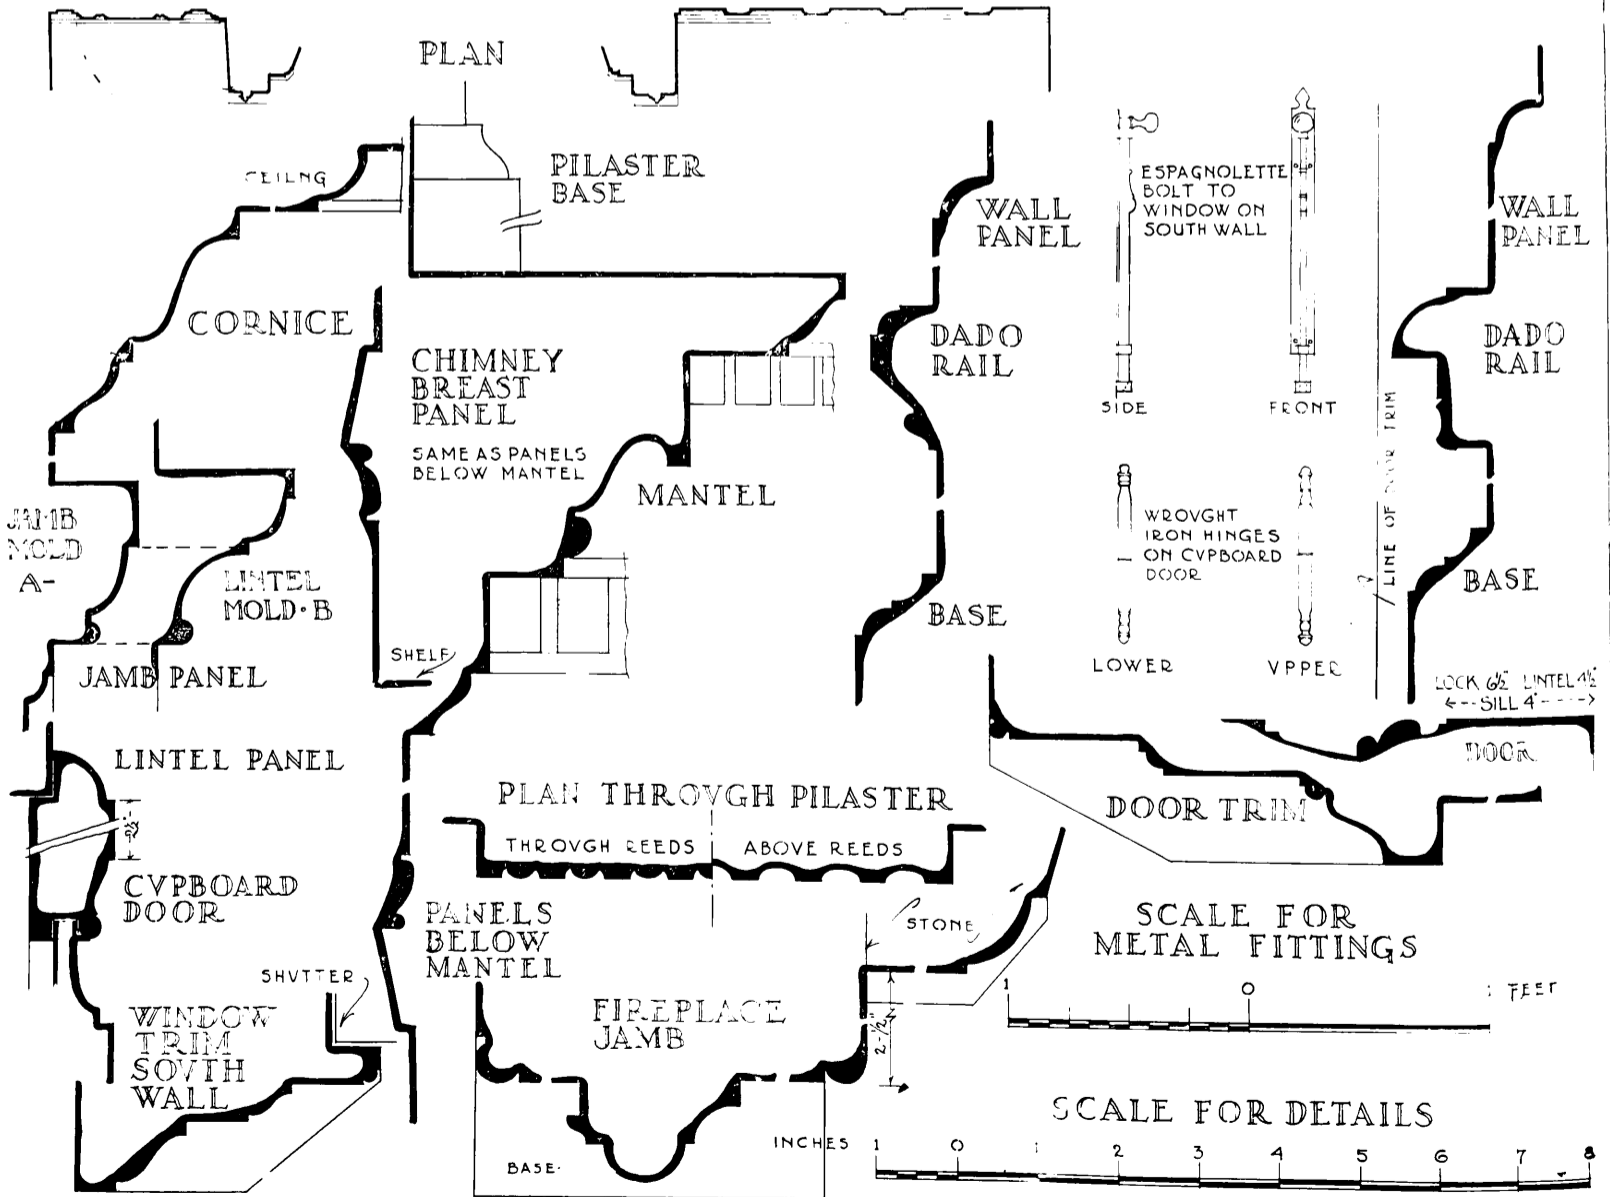 PLAN
PILASTER
BASE
CEILNG
CORNICE
CHIMNEY
BREAST
PANEL
SAME AS PANELS
BELOW MANTEL
MANTEL
WALL
PANEL
DADO
RAIL
BASE
ESPAGNOLETTE
BOLT TO
WINDOW ON
SOUTH WALL
SIDE
FRONT
WROVGHT
IRON HINGES
ON CVPBOARD
DOOR
LOWER
VPPER
LINE OF DOOR TRIM
WALL
PANEL
DADO
RAIL
BASE
LOCK 6½" LINTEL 4½"
SILL 4"
DOOR
DOOR TRIM
JAMB
MOLD
A-
LINTEL
MOLD·B
JAMB PANEL
SHELF
LINTEL PANEL
2½"
CVPBOARD
DOOR
PLAN THROVGH PILASTER
THROVGH REEDS
ABOVE REEDS
PANELS
BELOW
MANTEL
SHVTTER
WINDOW
TRIM
SOVTH
WALL
STONE
FIREPLACE
JAMB
2-½"
BASE·
SCALE FOR
METAL FITTINGS
1 0 1 FEET
SCALE FOR DETAILS
INCHES 1 0 1 2 3 4 5 6 7 8